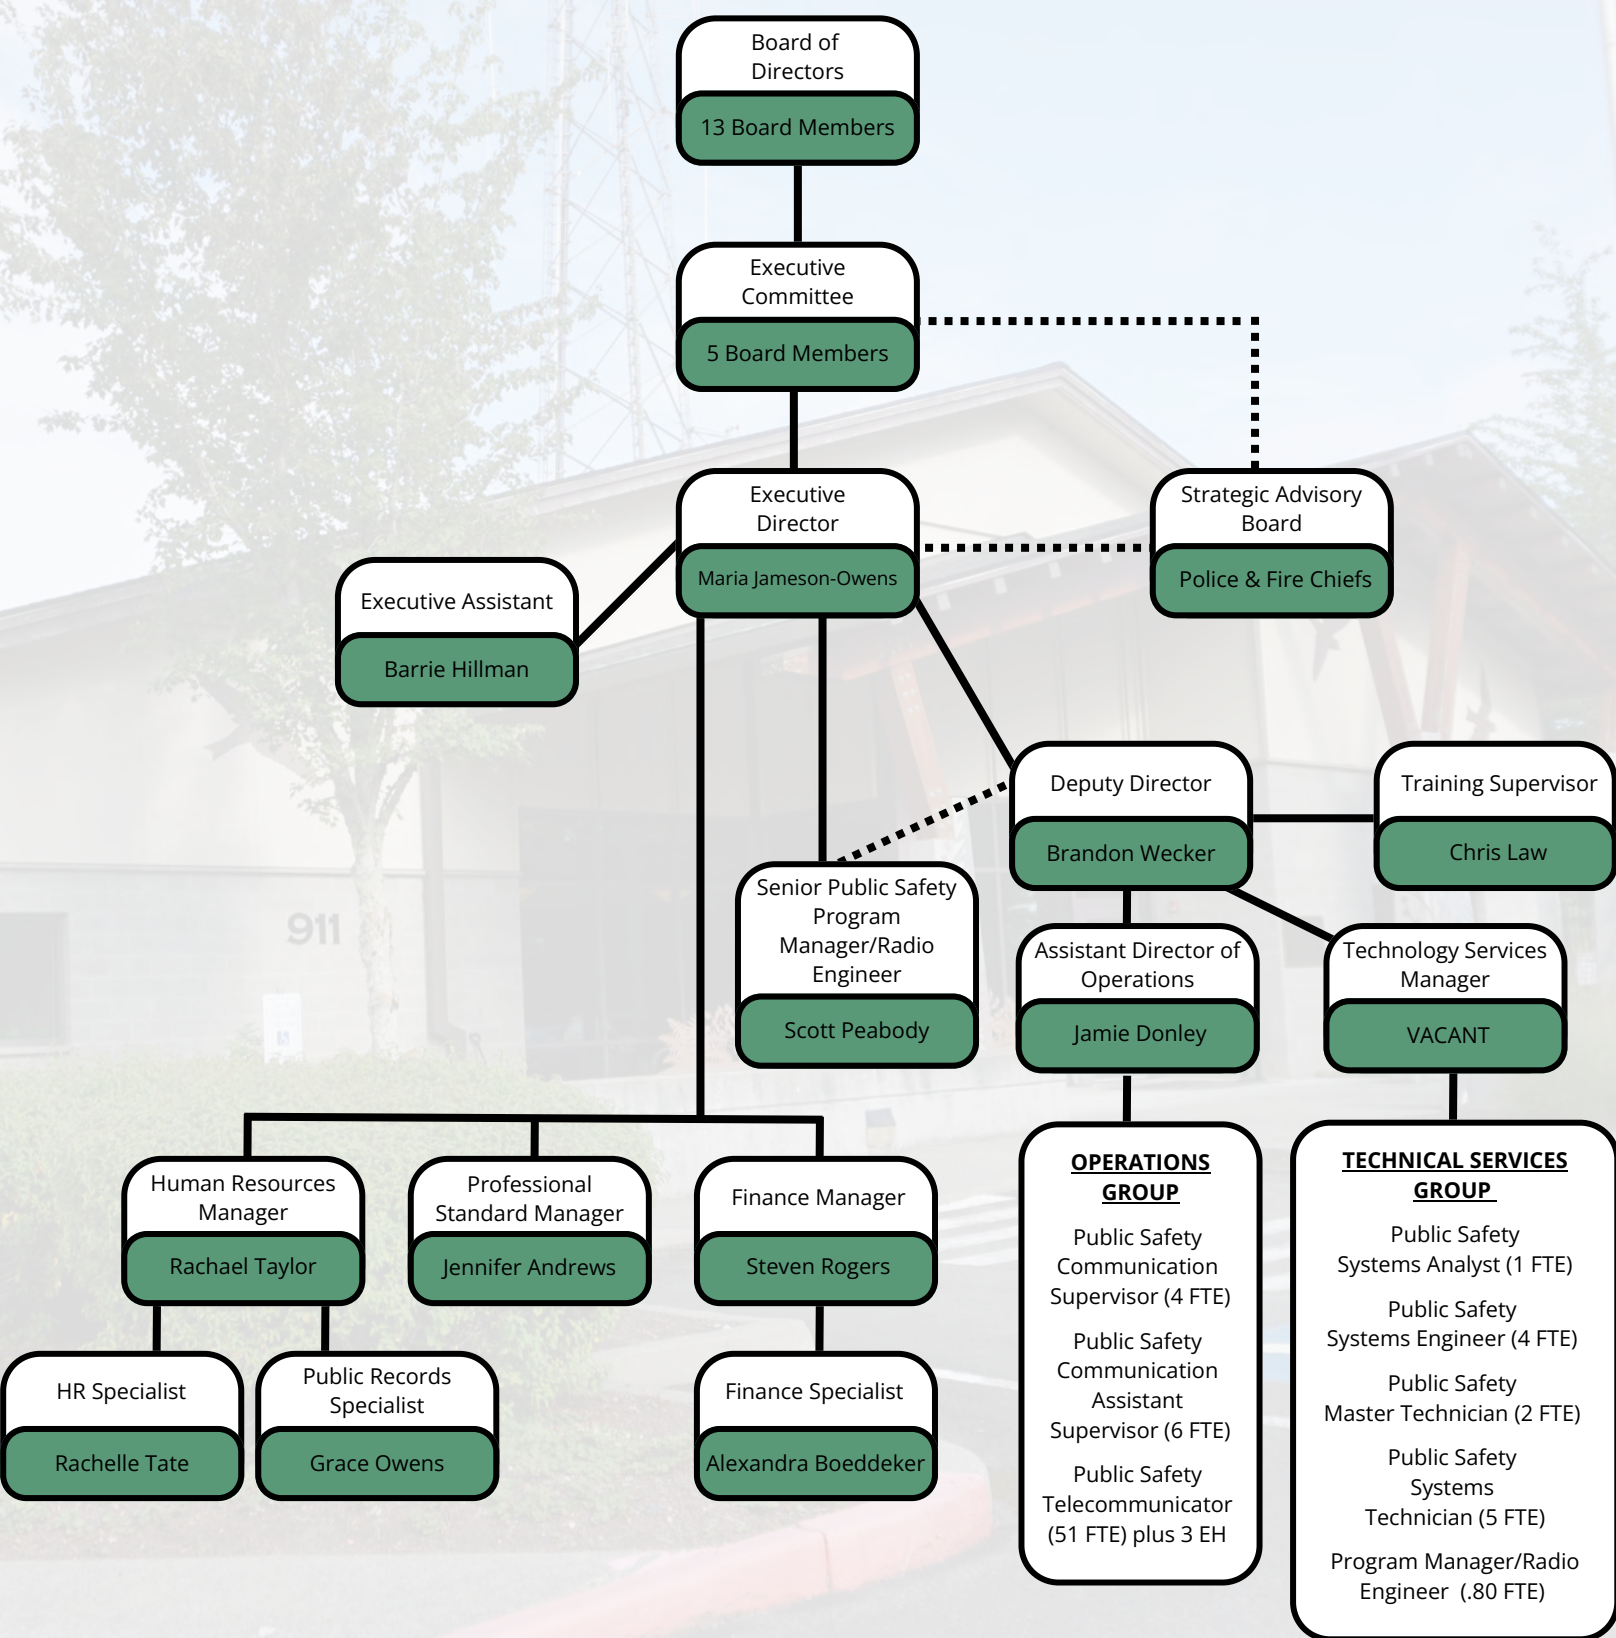 Board of
Directors
13 Board Members
Executive
Committee
5 Board Members
Executive
Director
Maria Jameson-Owens
Strategic Advisory
Board
Police & Fire Chiefs
Executive Assistant
Barrie Hillman
Deputy Director
Brandon Wecker
Training Supervisor
Chris Law
Senior Public Safety
Program
Manager/Radio
Engineer
Scott Peabody
Assistant Director of
Operations
Jamie Donley
Technology Services
Manager
VACANT
911
Human Resources
Manager
Rachael Taylor
Professional
Standard Manager
Jennifer Andrews
Finance Manager
Steven Rogers
HR Specialist
Rachelle Tate
Public Records
Specialist
Grace Owens
Finance Specialist
Alexandra Boeddeker
OPERATIONS
GROUP
Public Safety
Communication
Supervisor (4 FTE)
Public Safety
Communication
Assistant
Supervisor (6 FTE)
Public Safety
Telecommunicator
(51 FTE) plus 3 EH
TECHNICAL SERVICES
GROUP
Public Safety
Systems Analyst (1 FTE)
Public Safety
Systems Engineer (4 FTE)
Public Safety
Master Technician (2 FTE)
Public Safety
Systems
Technician (5 FTE)
Program Manager/Radio
Engineer (.80 FTE)